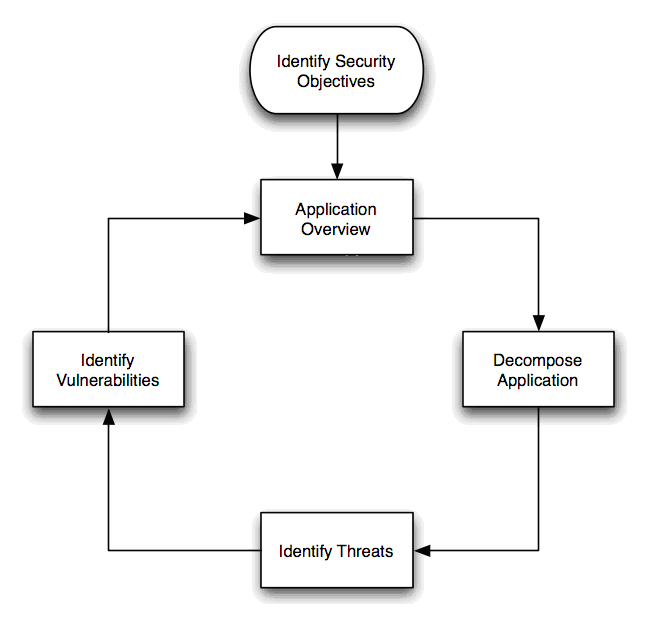 Identify Security
Objectives
Application
Overview
Identify
Vulnerabilities
Decompose
Application
Identify Threats